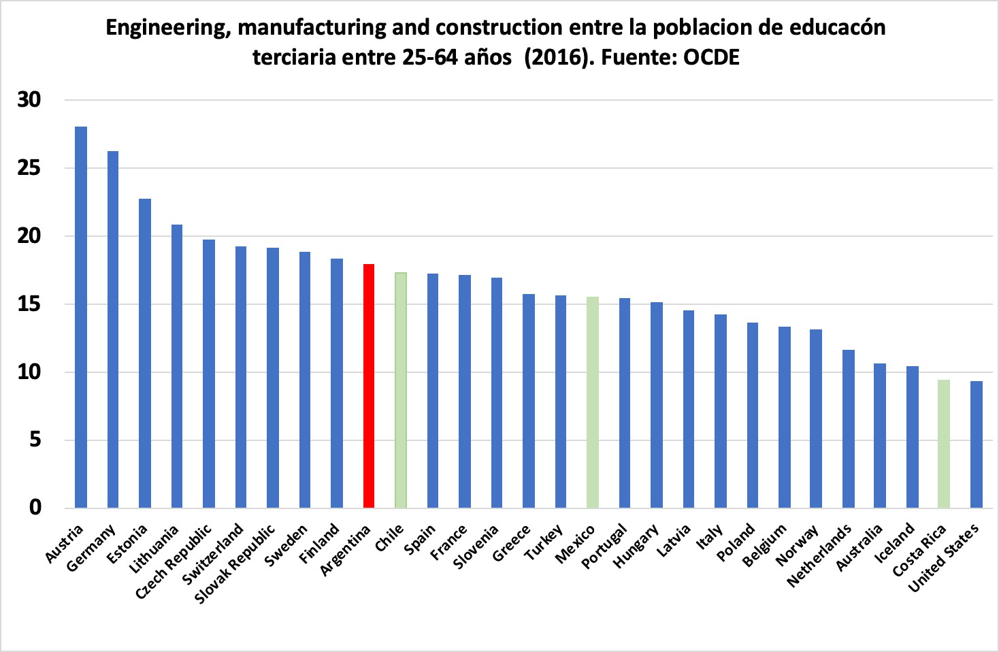 Engineering, manufacturing and construction entre la poblacion de educacón
terciaria entre 25-64 años  (2016). Fuente: OCDE
30
25
20
15
10
5
0
Austria
Germany
Estonia
Lithuania
Czech Republic
Switzerland
Slovak Republic
Sweden
Finland
Argentina
Chile
Spain
France
Slovenia
Greece
Turkey
Mexico
Portugal
Hungary
Latvia
Italy
Poland
Belgium
Norway
Netherlands
Australia
Iceland
Costa Rica
United States